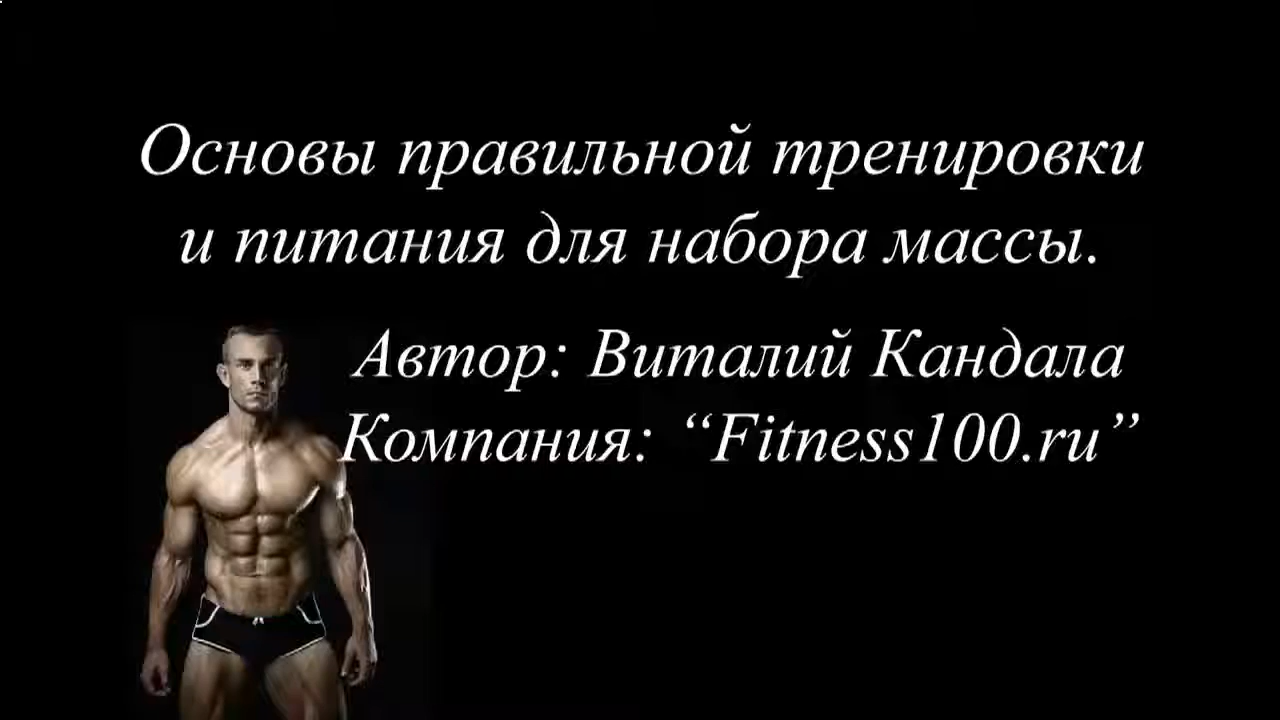 Основы правильной тренировки
и питания для набора массы.
Автор: Виталий Кандала
Компания: “Fitness100.ru”